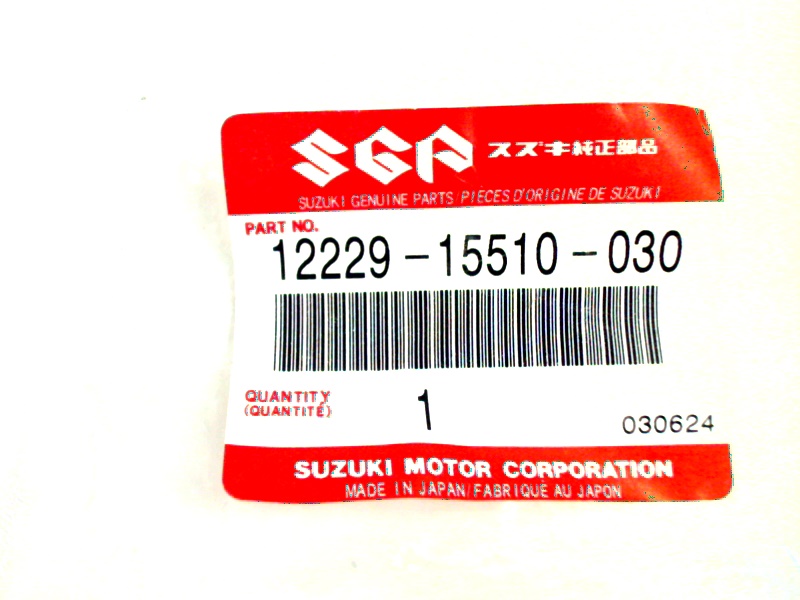 SGP スズキ純正部品
SUZUKI GENUINE PARTS/PIECES D'ORIGINE DE SUZUKI
PART NO.
12229-15510-030
QUANTITY
(QUANTITÉ)
1
030624
SUZUKI MOTOR CORPORATION
MADE IN JAPAN/FABRIQUÉ AU JAPON